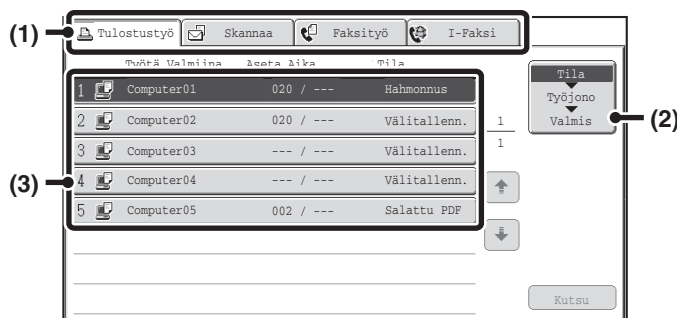 (1) Tulostustyö Skannaa Faksityö I-Faksi
Työtä Valmiina Aseta Aika Tila
1 Computer01 020 / --- Hahmonnus
2 Computer02 020 / --- Välitallenn.
3 Computer03 --- / --- Välitallenn.
(3) 4 Computer04 --- / --- Välitallenn.
5 Computer05 002 / --- Salattu PDF
1
1
Tila
Työjono
Valmis
(2)
Kutsu